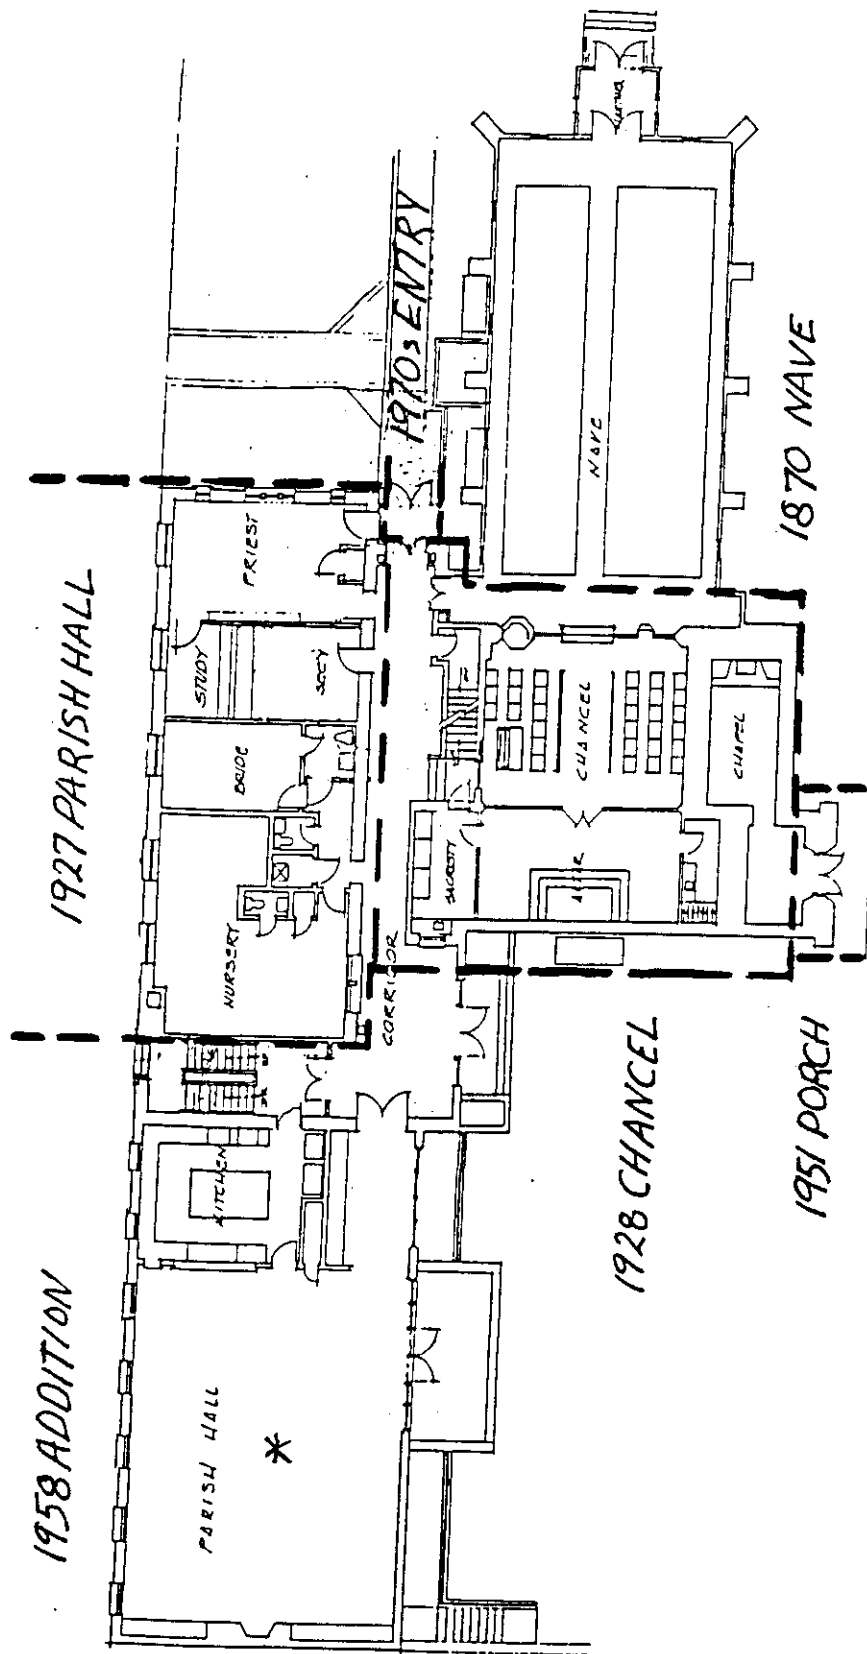 1958 ADDITION
1927 PARISH HALL
PARISH HALL
*
KITCHEN
NURSERY
BRIDE
STUDY
SECY
PRIEST
CORRIDOR
1970s ENTRY
SACRISTY
ALTAR
CHANCEL
CHAPEL
NAVE
1928 CHANCEL
1951 PORCH
1870 NAVE